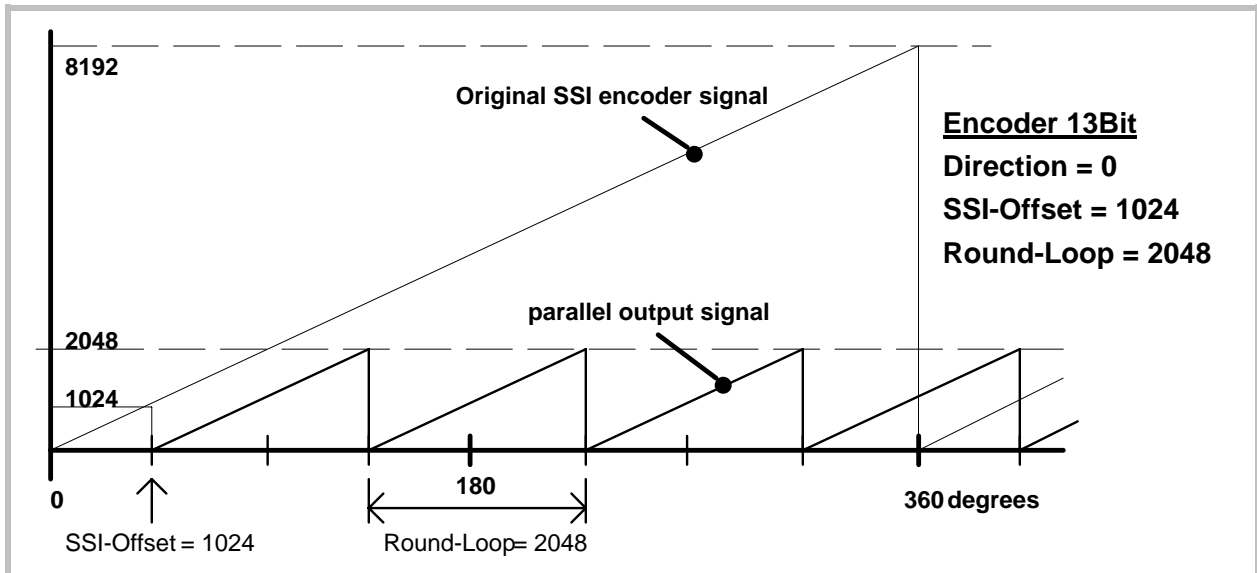 8192
Original SSI encoder signal
Encoder 13Bit
Direction = 0
SSI-Offset = 1024
Round-Loop = 2048
parallel output signal
2048
1024
0
180
360 degrees
SSI-Offset = 1024
Round-Loop= 2048